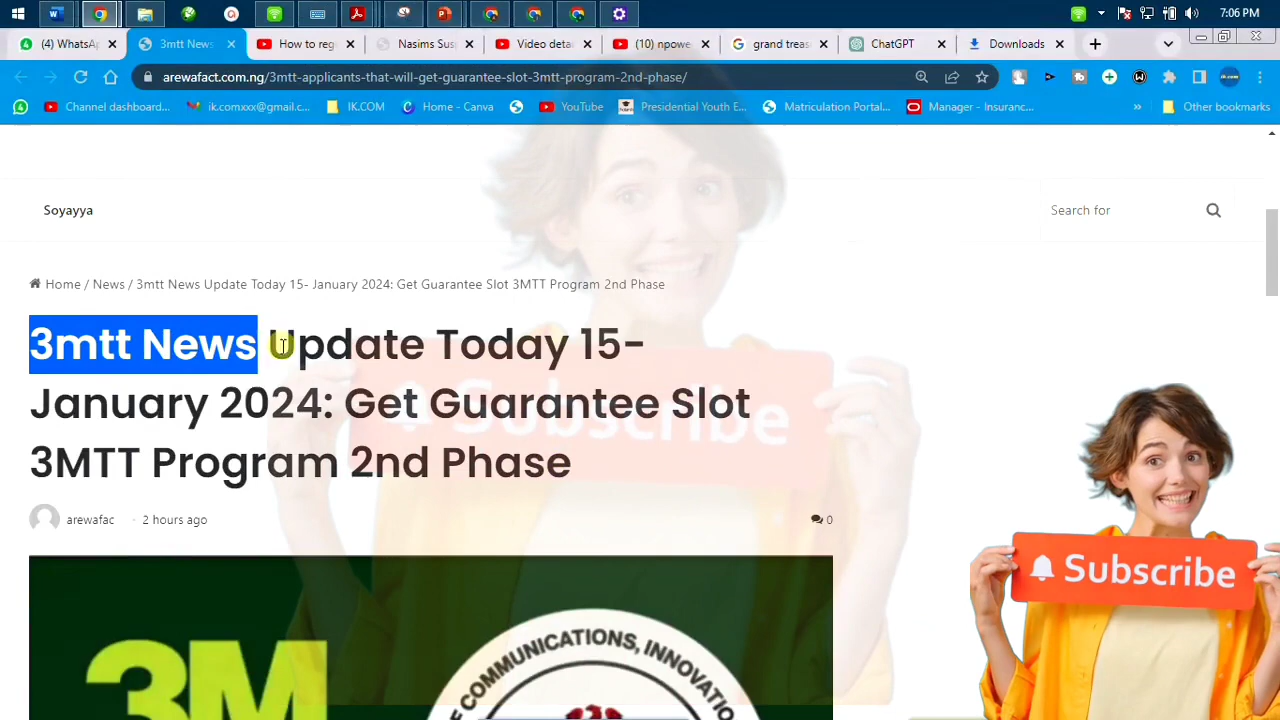 7:06 PM
(4) WhatsA
3mtt News
How to reg
Nasims Sus
Video deta
(10) npowe
grand treas
ChatGPT
Downloads
arewafact.com.ng/3mtt-applicants-that-will-get-guarantee-slot-3mtt-program-2nd-phase/
Channel dashboard...
ik.comxxx@gmail.c...
IK.COM
Home - Canva
YouTube
Presidential Youth E...
Matriculation Portal...
Manager - Insuranc...
»
Other bookmarks
Soyayya
Search for
Home / News / 3mtt News Update Today 15- January 2024: Get Guarantee Slot 3MTT Program 2nd Phase
3mtt News Update Today 15-
January 2024: Get Guarantee Slot
3MTT Program 2nd Phase
arewafac
2 hours ago
0
Subscribe
3M
OF COMMUNICATIONS, INNOVATIO
Subscribe